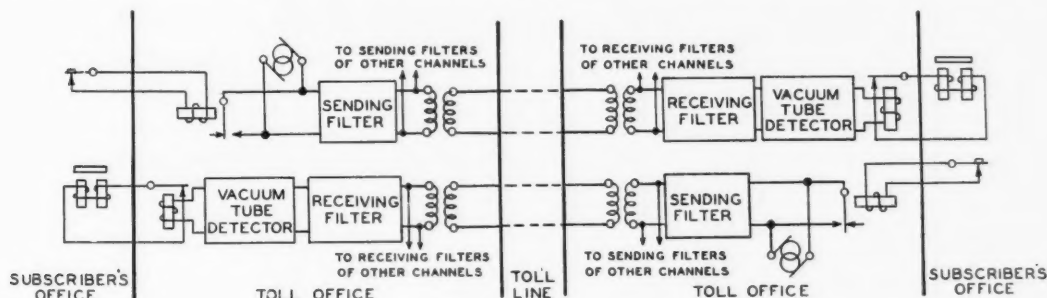 TO SENDING FILTERS
OF OTHER CHANNELS
TO RECEIVING FILTERS
OF OTHER CHANNELS
SENDING
FILTER
RECEIVING
FILTER
VACUUM
TUBE
DETECTOR
VACUUM
TUBE
DETECTOR
RECEIVING
FILTER
SENDING
FILTER
TO RECEIVING FILTERS
OF OTHER CHANNELS
TO SENDING FILTERS
OF OTHER CHANNELS
SUBSCRIBER'S
OFFICE
TOLL OFFICE
TOLL
LINE
TOLL OFFICE
SUBSCRIBER'S
OFFICE